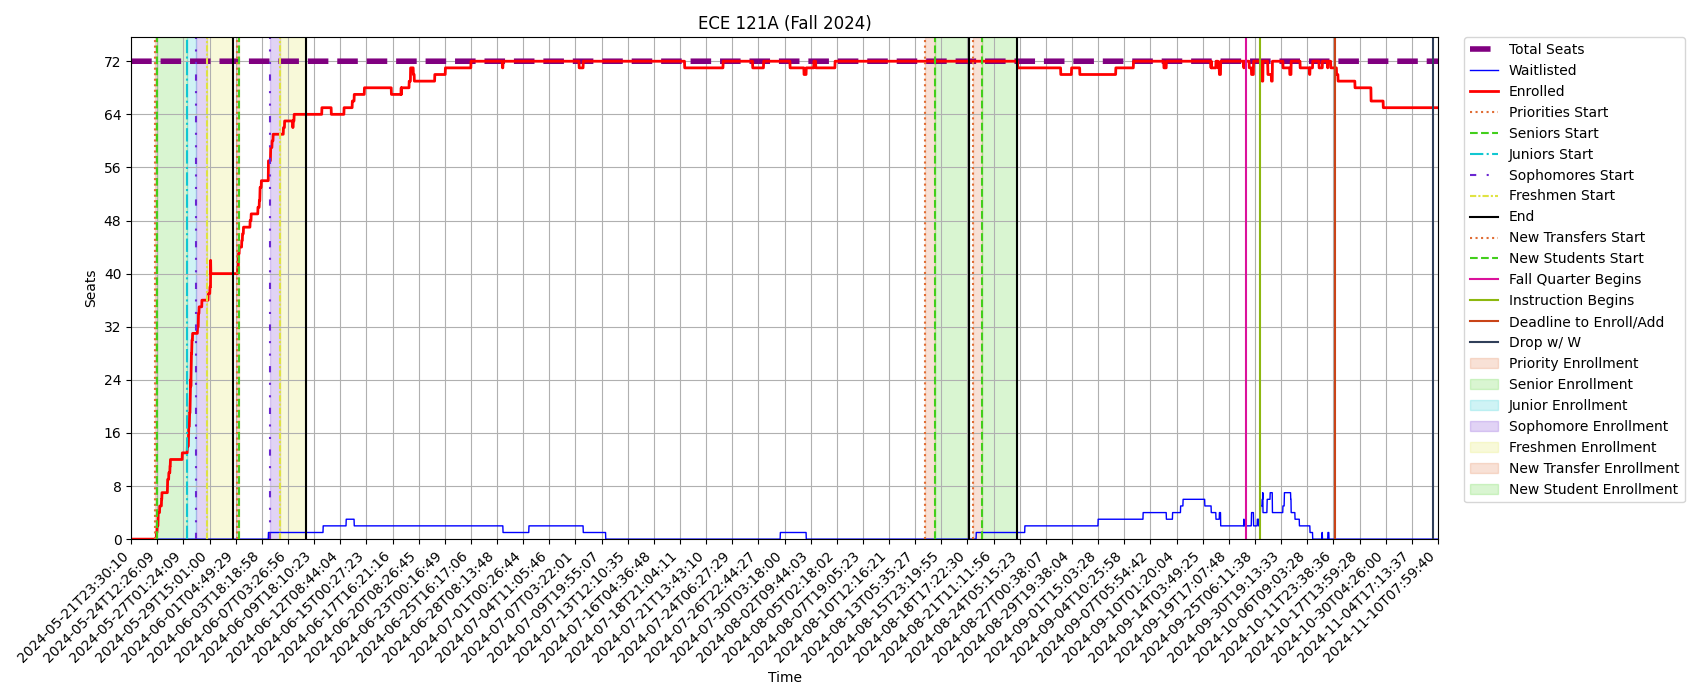 ECE 121A (Fall 2024)
Seats
72
64
56
48
40
32
24
16
8
0
2024-05-21T23:30:10
2024-05-24T12:26:09
2024-05-27T01:24:09
2024-05-29T15:01:00
2024-06-01T04:49:29
2024-06-03T18:18:58
2024-06-07T03:26:50
2024-06-09T18:10:23
2024-06-12T08:44:04
2024-06-15T00:27:23
2024-06-17T16:21:16
2024-06-20T08:26:45
2024-06-25T16:16:49
2024-06-25T16:17:06
2024-06-28T08:13:48
2024-07-01T00:26:44
2024-07-04T11:05:46
2024-07-07T03:22:01
2024-07-09T19:55:07
2024-07-13T12:10:35
2024-07-16T04:36:48
2024-07-18T21:04:11
2024-07-21T13:43:10
2024-07-24T06:27:29
2024-07-26T22:44:27
2024-07-30T03:18:00
2024-08-02T09:44:03
2024-08-05T02:18:02
2024-08-07T19:05:23
2024-08-10T12:16:21
2024-08-13T05:35:27
2024-08-15T23:19:55
2024-08-18T17:22:30
2024-08-21T11:11:56
2024-08-24T05:15:23
2024-08-27T00:38:07
2024-08-29T19:38:04
2024-09-01T15:03:28
2024-09-04T10:25:58
2024-09-07T05:54:42
2024-09-10T01:20:04
2024-09-14T03:49:25
2024-09-19T17:07:48
2024-09-25T06:11:35
2024-09-30T19:13:33
2024-10-06T09:03:28
2024-10-11T23:38:36
2024-10-17T13:59:28
2024-10-30T04:26:00
2024-11-04T17:13:37
2024-11-10T07:59:40
Time
Total Seats
Waitlisted
Enrolled
Priorities Start
Seniors Start
Juniors Start
Sophomores Start
Freshmen Start
End
New Transfers Start
New Students Start
Fall Quarter Begins
Instruction Begins
Deadline to Enroll/Add
Drop w/ W
Priority Enrollment
Senior Enrollment
Junior Enrollment
Sophomore Enrollment
Freshmen Enrollment
New Transfer Enrollment
New Student Enrollment